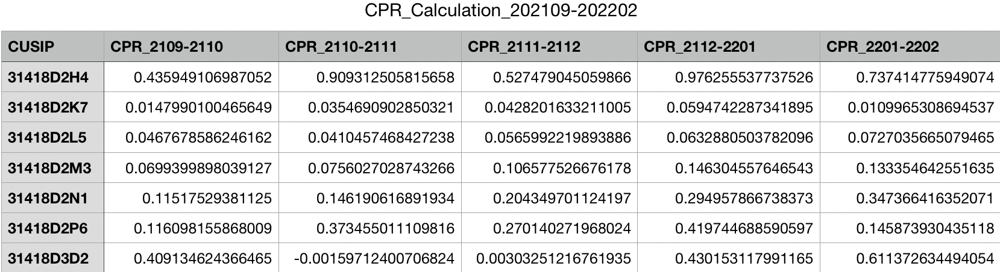 CPR_Calculation_202109-202202
CUSIP CPR_2109-2110 CPR_2110-2111 CPR_2111-2112 CPR_2112-2201 CPR_2201-2202
31418D2H4 0.435949106987052 0.909312505815658 0.527479045059866 0.976255537737526 0.737414775949074
31418D2K7 0.0147990100465649 0.0354690902850321 0.0428201633211005 0.0594742287341895 0.0109965308694537
31418D2L5 0.0467678586246162 0.0410457468427238 0.0565992219893886 0.0632880503782096 0.0727035665079465
31418D2M3 0.0699399898039127 0.0756027028743266 0.106577526676178 0.146304557646543 0.133354642551635
31418D2N1 0.11517529381125 0.146190616891934 0.204349701124197 0.294957866738373 0.347366416352071
31418D2P6 0.116098155868009 0.373455011109816 0.270140271968024 0.419744688590597 0.145873930435118
31418D3D2 0.409134624366465 -0.00159712400706824 0.00303251216761935 0.430153117991165 0.611372634494054